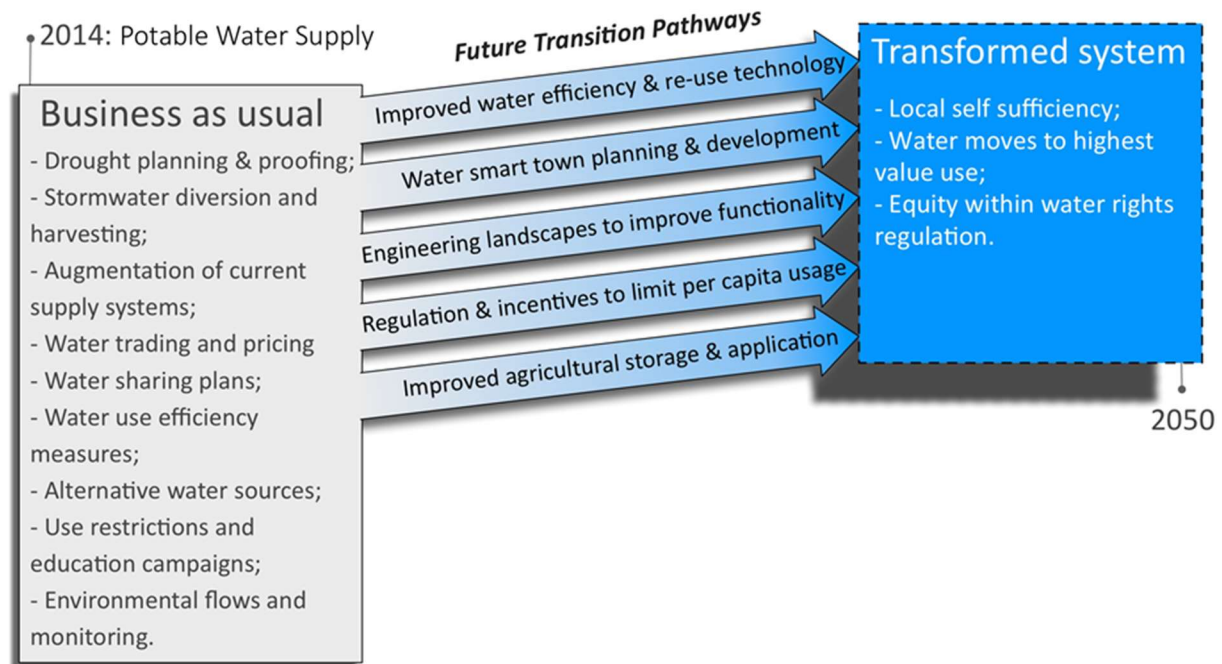 2014: Potable Water Supply
Business as usual
- Drought planning & proofing;
- Stormwater diversion and
harvesting;
- Augmentation of current
supply systems;
- Water trading and pricing
- Water sharing plans;
- Water use efficiency
measures;
- Alternative water sources;
- Use restrictions and
education campaigns;
- Environmental flows and
monitoring.
Future Transition Pathways
Improved water efficiency & re-use technology
Water smart town planning & development
Engineering landscapes to improve functionality
Regulation & incentives to limit per capita usage
Improved agricultural storage & application
Transformed system
- Local self sufficiency;
- Water moves to highest
value use;
- Equity within water rights
regulation.
2050